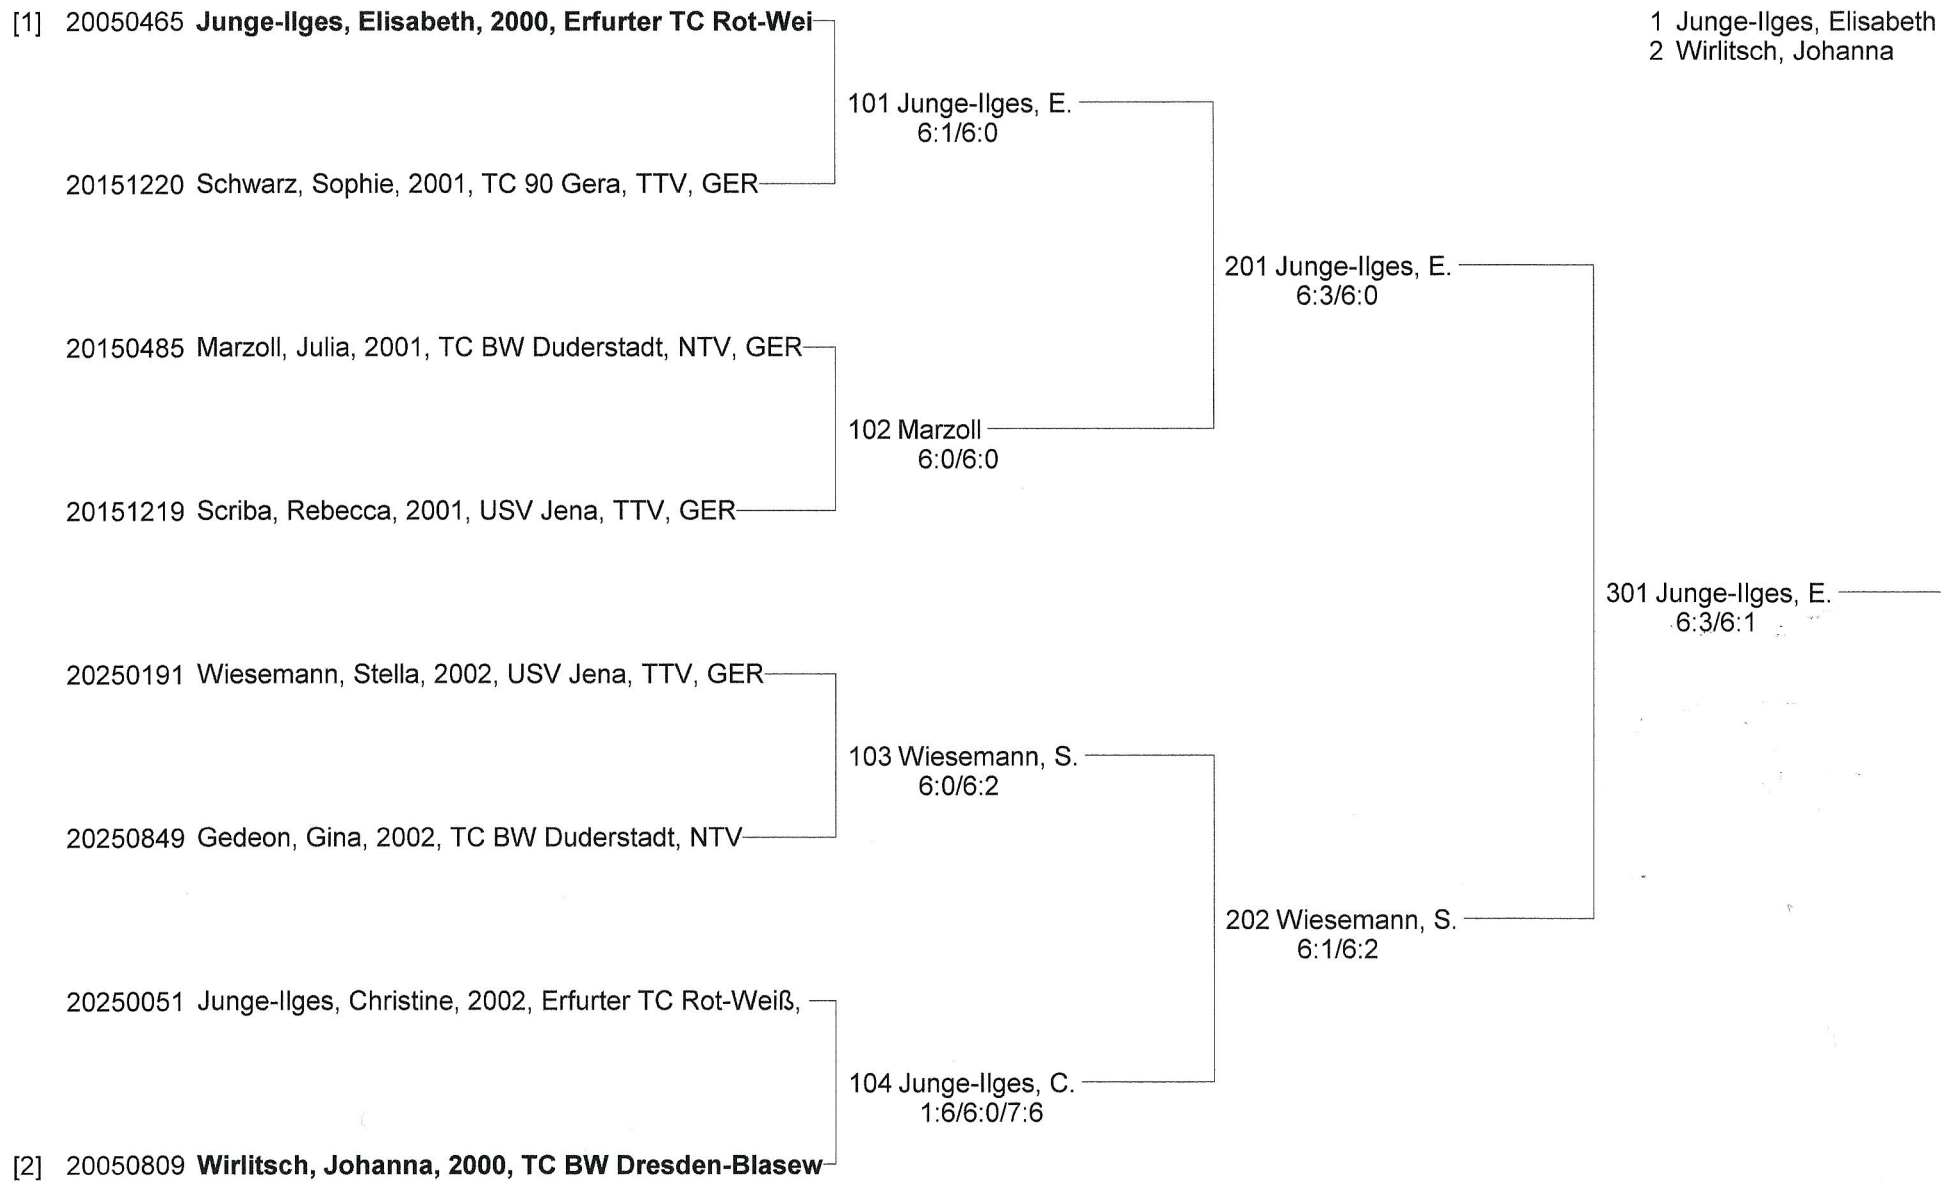 [1] 20050465 Junge-Ilges, Elisabeth, 2000, Erfurter TC Rot-Wei
1 Junge-Ilges, Elisabeth
2 Wirlitsch, Johanna
101 Junge-Ilges, E.
6:1/6:0
20151220 Schwarz, Sophie, 2001, TC 90 Gera, TTV, GER
201 Junge-Ilges, E.
6:3/6:0
20150485 Marzoll, Julia, 2001, TC BW Duderstadt, NTV, GER
102 Marzoll
6:0/6:0
20151219 Scriba, Rebecca, 2001, USV Jena, TTV, GER
301 Junge-Ilges, E.
6:3/6:1
20250191 Wiesemann, Stella, 2002, USV Jena, TTV, GER
103 Wiesemann, S.
6:0/6:2
20250849 Gedeon, Gina, 2002, TC BW Duderstadt, NTV
202 Wiesemann, S.
6:1/6:2
20250051 Junge-Ilges, Christine, 2002, Erfurter TC Rot-Weiß,
104 Junge-Ilges, C.
1:6/6:0/7:6
[2] 20050809 Wirlitsch, Johanna, 2000, TC BW Dresden-Blasew